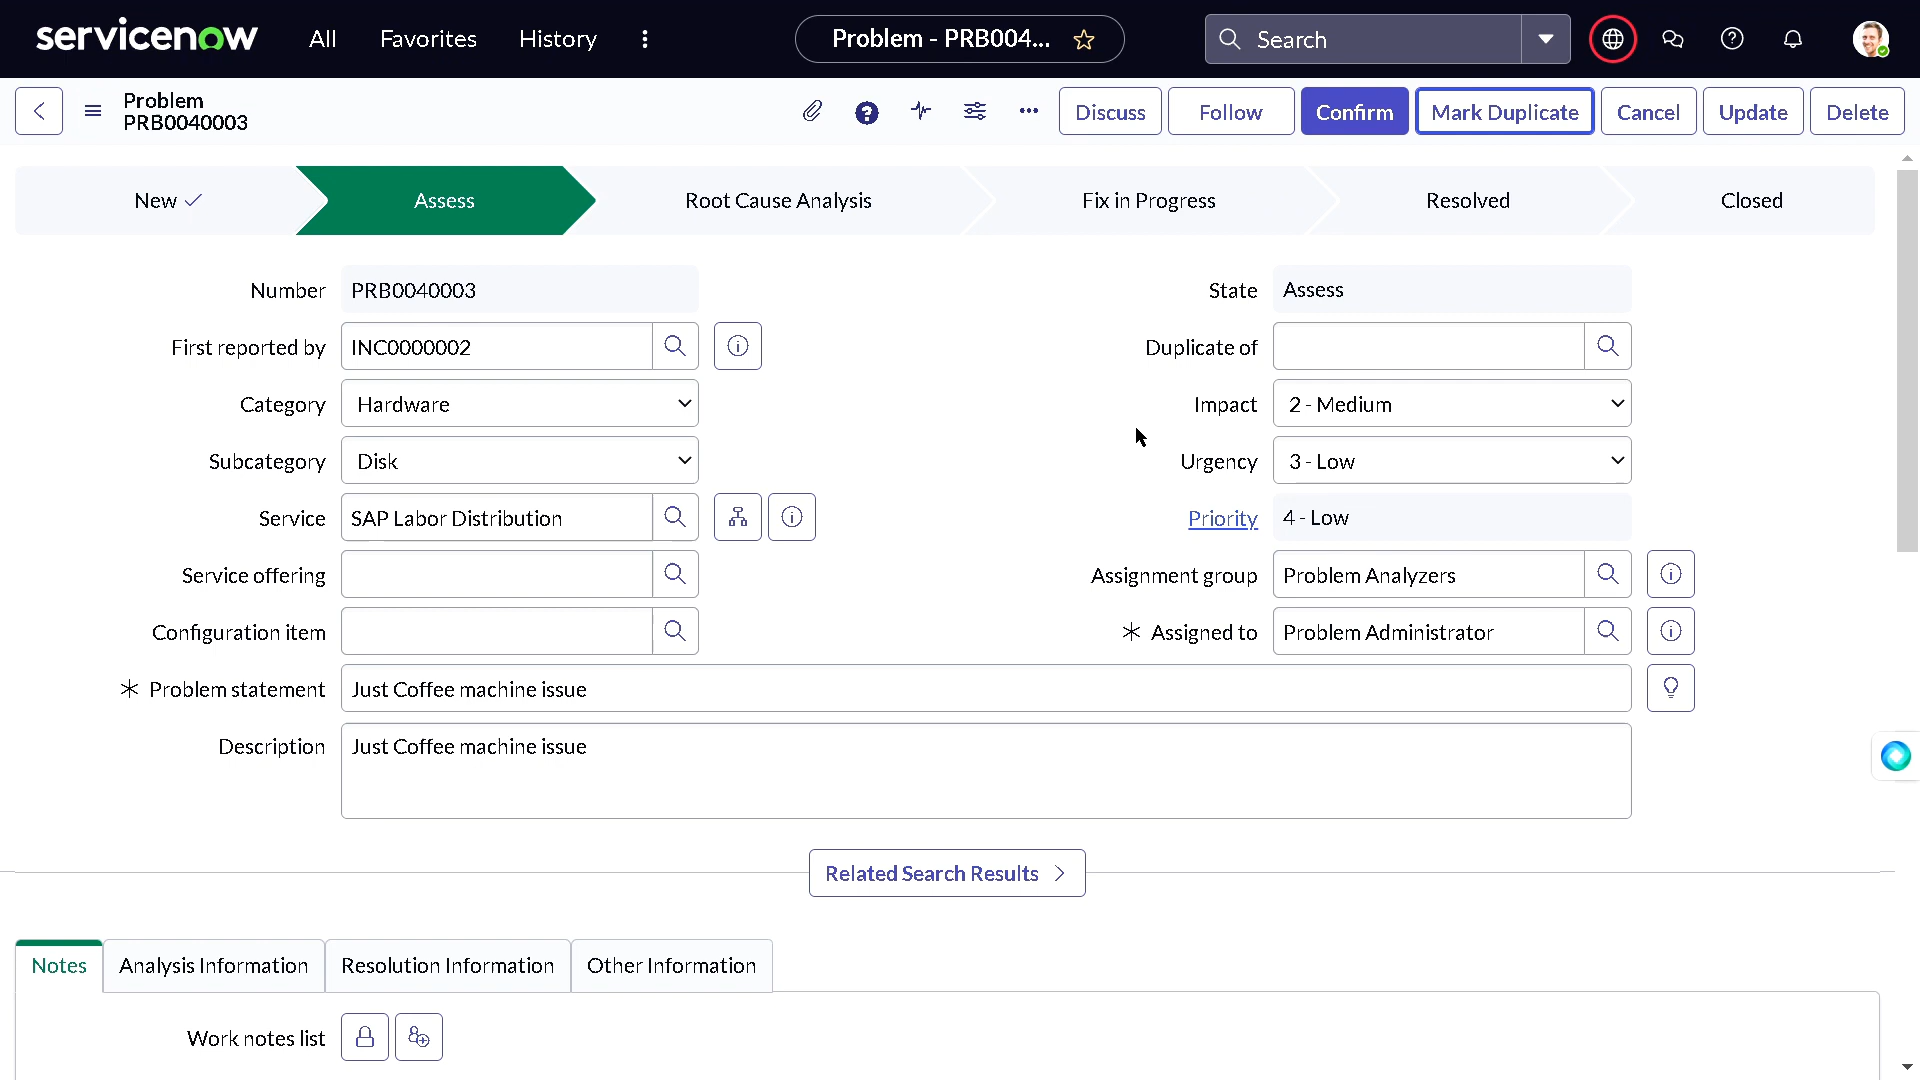 servicenow
All
Favorites
History
Problem - PRB004...
Search
Problem
PRB0040003
Discuss
Follow
Confirm
Mark Duplicate
Cancel
Update
Delete
New
Assess
Root Cause Analysis
Fix in Progress
Resolved
Closed
Number
PRB0040003
State
Assess
First reported by
INC0000002
Duplicate of
Category
Hardware
Impact
2 - Medium
Subcategory
Disk
Urgency
3 - Low
Service
SAP Labor Distribution
Priority
4 - Low
Service offering
Assignment group
Problem Analyzers
Configuration item
Assigned to
Problem Administrator
Problem statement
Just Coffee machine issue
Description
Just Coffee machine issue
Related Search Results
Notes
Analysis Information
Resolution Information
Other Information
Work notes list